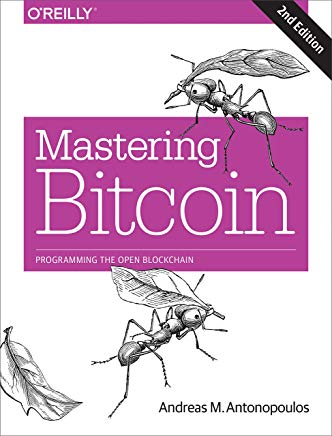 O'REILLY®
2nd Edition
Mastering
Bitcoin
PROGRAMMING THE OPEN BLOCKCHAIN
Andreas M. Antonopoulos